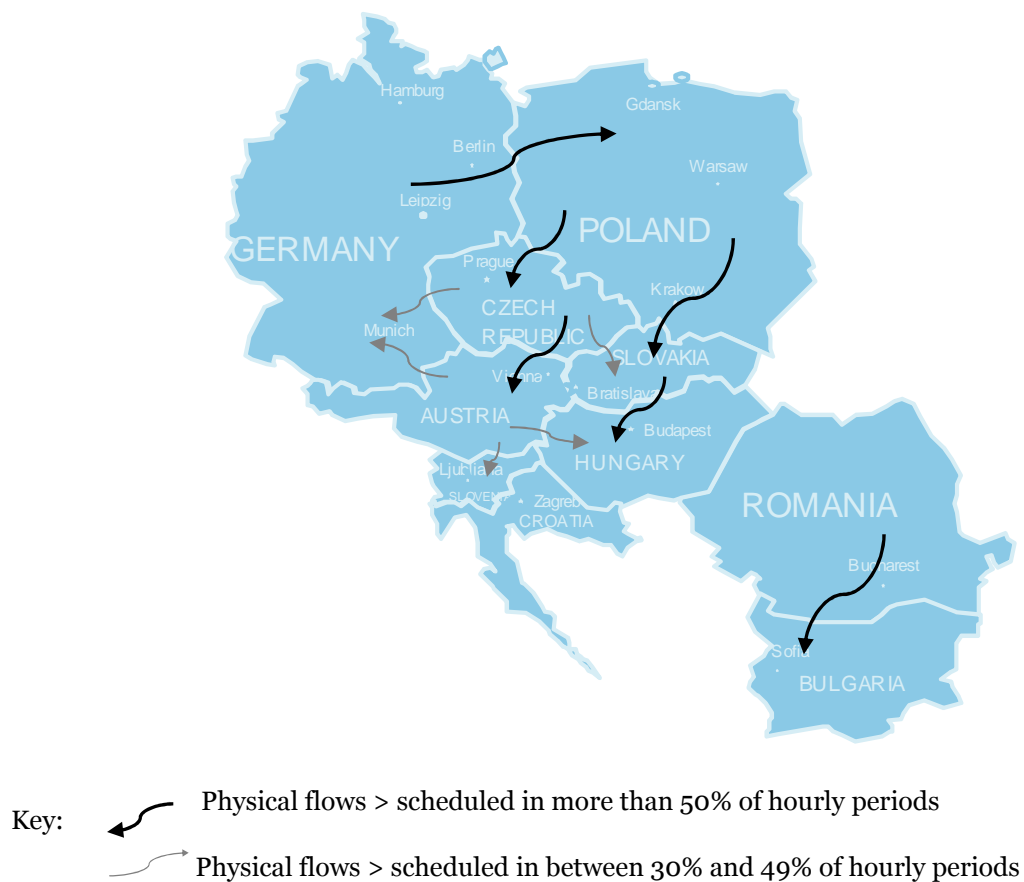 Hamburg
Gdansk
Berlin
Warsaw
Leipzig
POLAND
GERMANY
Prague
Krakow
CZECH
REPUBLIC
Munich
SLOVAKIA
Vienna
Bratislava
AUSTRIA
Budapest
HUNGARY
Ljubljana
SLOVENIA
Zagreb
CROATIA
ROMANIA
Bucharest
Sofia
BULGARIA
Key:
Physical flows > scheduled in more than 50% of hourly periods
Physical flows > scheduled in between 30% and 49% of hourly periods